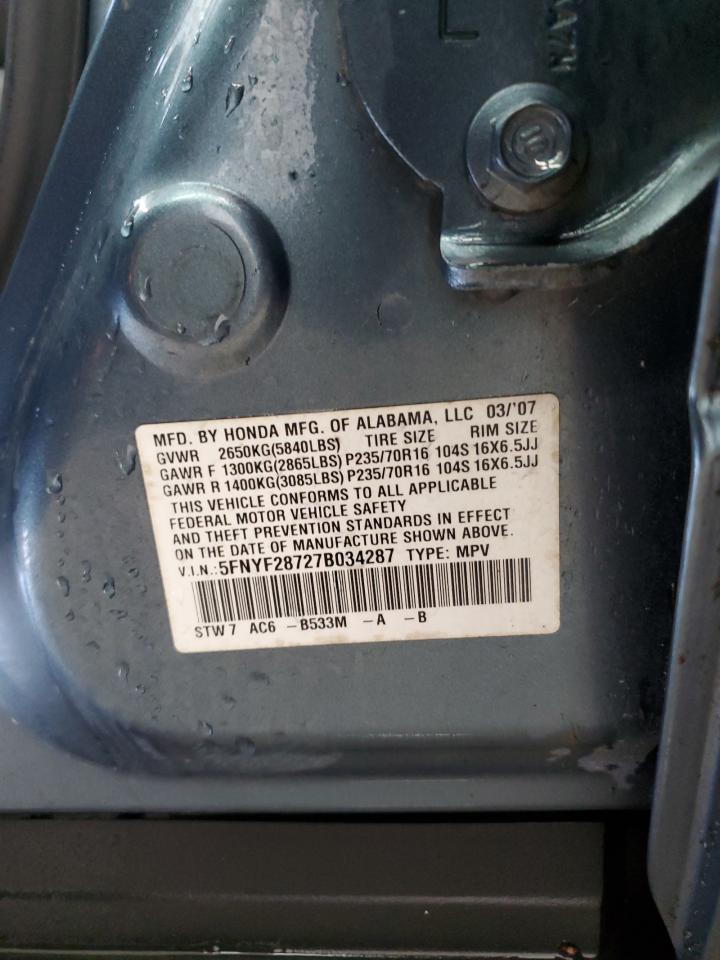 L
MFD. BY HONDA MFG. OF ALABAMA, LLC 03/'07
GVWR 2650KG(5840LBS) TIRE SIZE RIM SIZE
GAWR F 1300KG(2865LBS) P235/70R16 104S 16X6.5JJ
GAWR R 1400KG(3085LBS) P235/70R16 104S 16X6.5JJ
THIS VEHICLE CONFORMS TO ALL APPLICABLE
FEDERAL MOTOR VEHICLE SAFETY
AND THEFT PREVENTION STANDARDS IN EFFECT
ON THE DATE OF MANUFACTURE SHOWN ABOVE.
V.I.N.: 5FNYF28727B034287 TYPE: MPV
STW7 AC6 -B533M -A -B